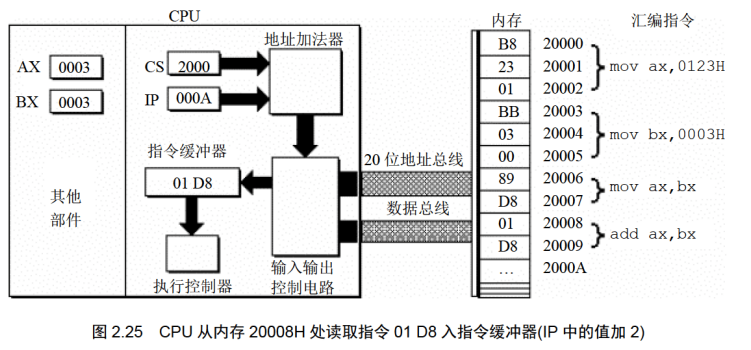 CPU
内存
汇编指令
地址加法器
AX 0003
BX 0003
CS 2000
IP 000A
指令缓冲器
01 D8
其他
部件
执行控制器
输入输出
控制电路
20 位地址总线
数据总线
B8 20000
23 20001 mov ax,0123H
01 20002
BB 20003
03 20004 mov bx,0003H
00 20005
89 20006
mov ax,bx
D8 20007
01 20008
add ax,bx
D8 20009
… 2000A
图 2.25 CPU 从内存 20008H 处读取指令 01 D8 入指令缓冲器(IP 中的值加 2)